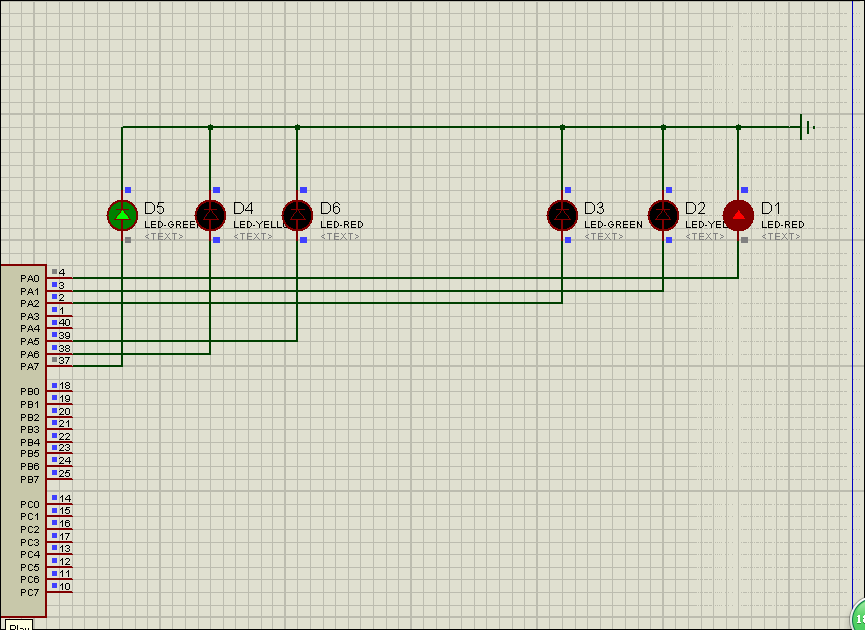 D5
LED-GREEN
<TEXT>
D4
LED-YELLO
<TEXT>
D6
LED-RED
<TEXT>
D3
LED-GREEN
<TEXT>
D2
LED-YEL
<TEXT>
D1
LED-RED
<TEXT>
PA0 4
PA1 3
PA2 2
PA3 1
PA4 40
PA5 39
PA6 38
PA7 37
PB0 18
PB1 19
PB2 20
PB3 21
PB4 22
PB5 23
PB6 24
PB7 25
PC0 14
PC1 15
PC2 16
PC3 17
PC4 13
PC5 12
PC6 11
PC7 10
Play